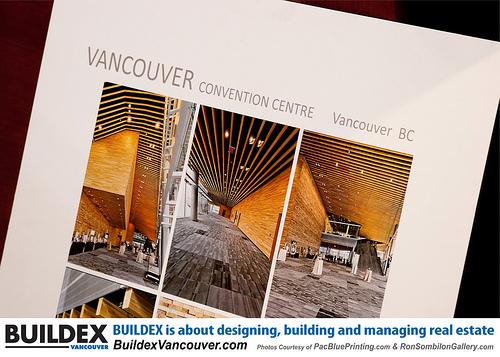 VANCOUVER CONVENTION CENTRE Vancouver BC
BUILDEX VANCOUVER
BUILDEX is about designing, building and managing real estate
BuildexVancouver.com Photos Courtesy of PacBluePrinting.com & RonSombilonGallery.com